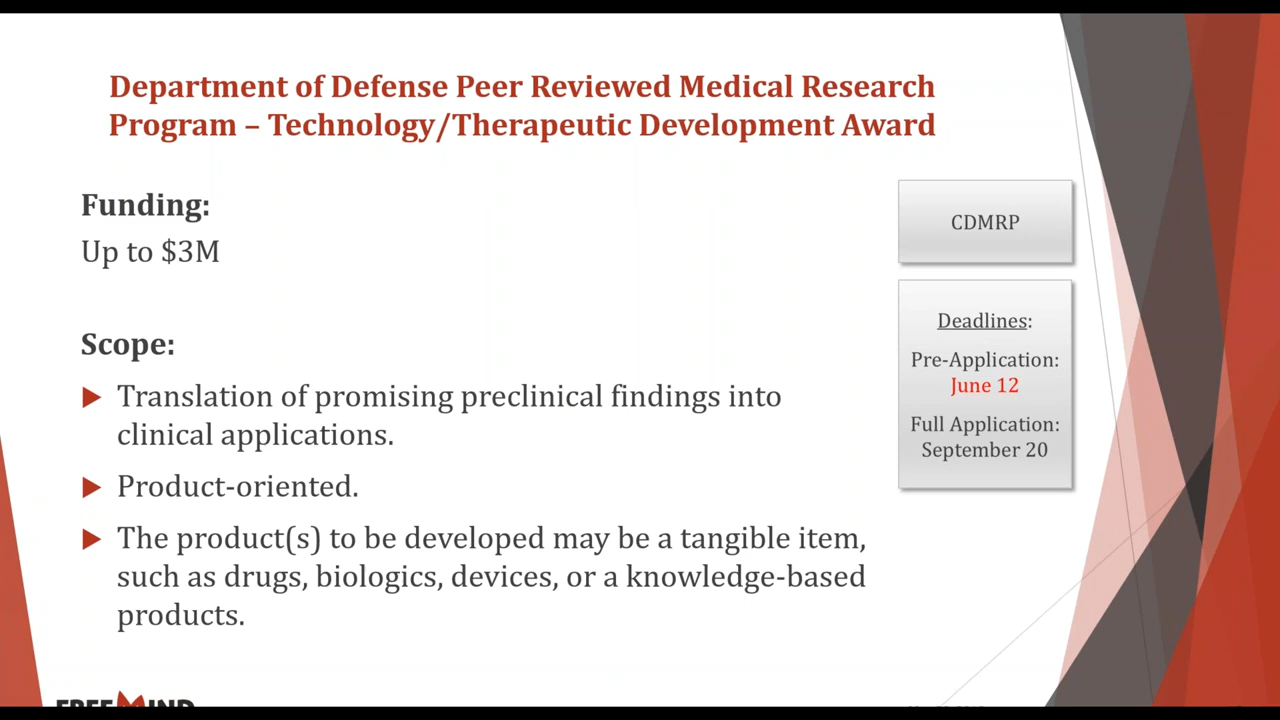 Department of Defense Peer Reviewed Medical Research
Program – Technology/Therapeutic Development Award
Funding:
Up to $3M
Scope:
Translation of promising preclinical findings into
clinical applications.
Product-oriented.
The product(s) to be developed may be a tangible item,
such as drugs, biologics, devices, or a knowledge-based
products.
CDMRP
Deadlines:
Pre-Application:
June 12
Full Application:
September 20
FREEMIND